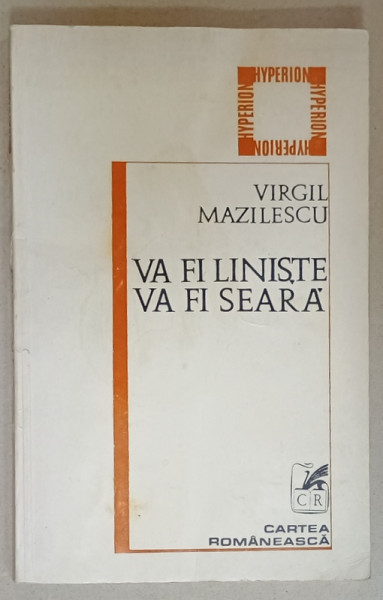 HYPERION
HYPERION
HYPERION
HYPERION
VIRGIL
MAZILESCU
VA FI LINIȘTE
VA FI SEARĂ
CR
CARTEA
ROMÂNEASCĂ